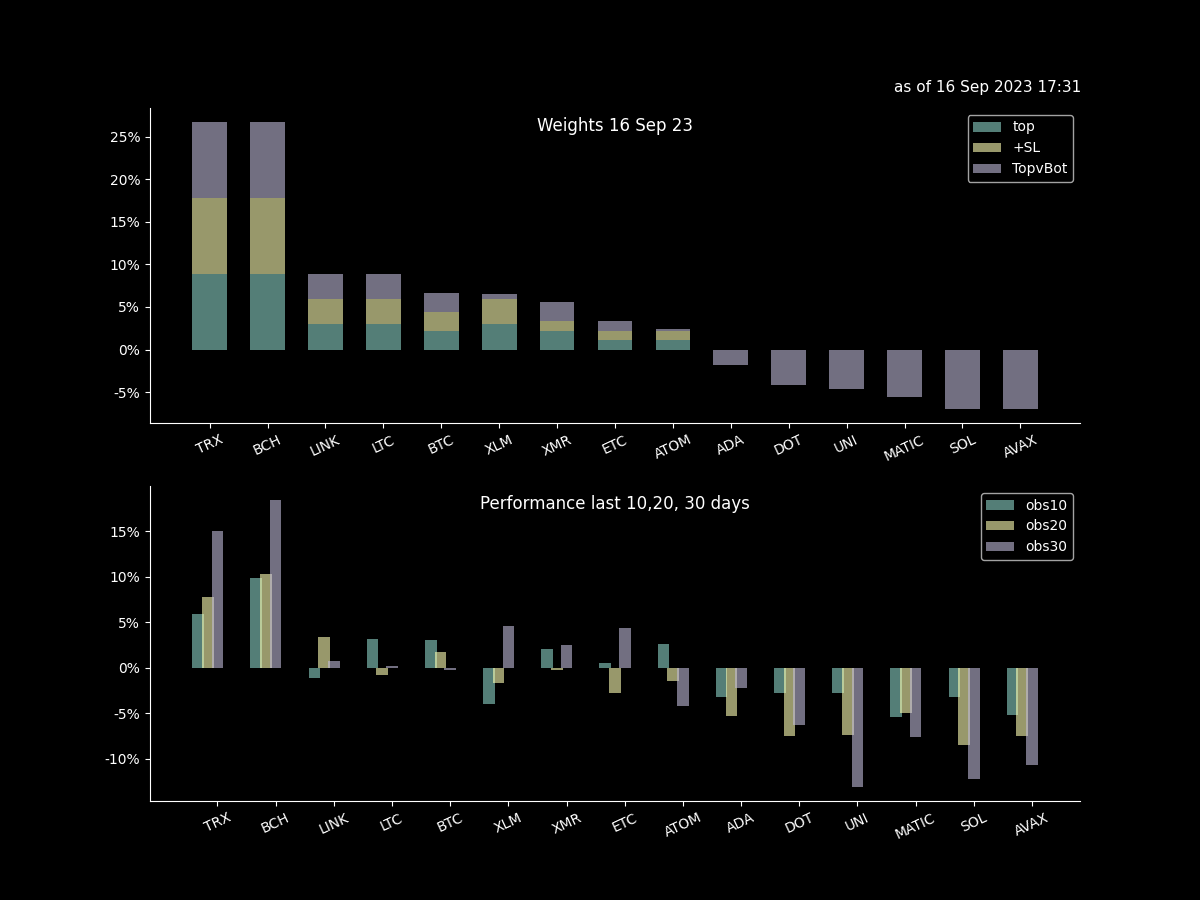 as of 16 Sep 2023 17:31
Weights 16 Sep 23
top
+SL
TopvBot
25%
20%
15%
10%
5%
0%
-5%
TRX BCH LINK LTC BTC XLM XMR ETC ATOM ADA DOT UNI MATIC SOL AVAX
Performance last 10,20, 30 days
obs10
obs20
obs30
15%
10%
5%
0%
-5%
-10%
TRX BCH LINK LTC BTC XLM XMR ETC ATOM ADA DOT UNI MATIC SOL AVAX